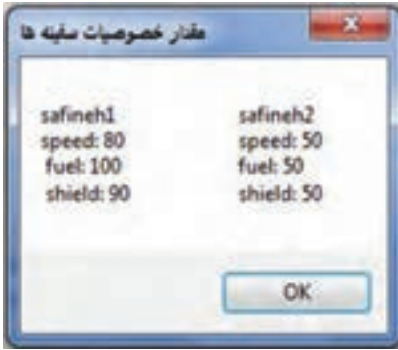 مقدار خصوصیات سفینه ها
safineh1 safineh2
speed: 80 speed: 50
fuel: 100 fuel: 50
shield: 90 shield: 50
OK